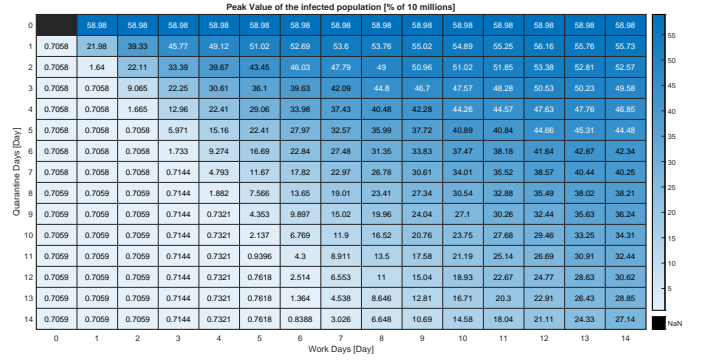 Peak Value of the infected population [% of 10 millions]
0 58.98 58.98 58.98 58.98 58.98 58.98 58.98 58.98 58.98 58.98 58.98 58.98 58.98 58.98
1 0.7058 21.98 39.33 45.77 49.12 51.02 52.69 53.6 53.76 55.02 54.89 55.25 56.16 55.76 55.73
2 0.7058 1.64 22.11 33.39 39.67 43.45 46.03 47.79 49 50.96 51.02 51.85 53.38 52.81 52.57
3 0.7058 0.7058 9.065 22.25 30.61 36.1 39.63 42.09 44.8 46.7 47.57 48.28 50.53 50.23 49.58
4 0.7058 0.7058 1.665 12.96 22.41 29.06 33.98 37.43 40.48 42.28 44.26 44.57 47.63 47.76 46.85
5 0.7058 0.7058 0.7058 5.971 15.16 22.41 27.97 32.57 35.99 37.72 40.89 40.84 44.66 45.31 44.48
6 0.7058 0.7058 0.7058 1.733 9.274 16.69 22.84 27.48 31.35 33.83 37.47 38.18 41.64 42.87 42.34
7 0.7058 0.7058 0.7058 0.7144 4.793 11.67 17.82 22.97 26.78 30.61 34.01 35.52 38.57 40.44 40.25
8 0.7059 0.7059 0.7059 0.7144 1.882 7.566 13.65 19.01 23.41 27.24 30.54 32.88 35.49 38.02 38.21
9 0.7059 0.7059 0.7059 0.7144 0.7321 4.353 9.897 15.02 19.96 24.04 27.1 30.26 32.44 35.63 36.24
10 0.7059 0.7059 0.7059 0.7144 0.7321 2.137 6.769 11.9 16.52 20.76 23.75 27.68 29.46 33.25 34.31
11 0.7059 0.7059 0.7059 0.7144 0.7321 0.9396 4.3 8.911 13.5 17.58 21.19 25.14 26.69 30.91 32.44
12 0.7059 0.7059 0.7059 0.7144 0.7321 0.7618 2.514 6.553 11 15.04 18.93 22.67 24.77 28.63 30.62
13 0.7059 0.7059 0.7059 0.7144 0.7321 0.7618 1.364 4.538 8.646 12.81 16.71 20.3 22.91 26.43 28.85
14 0.7059 0.7059 0.7059 0.7144 0.7321 0.7618 0.8388 3.026 6.648 10.69 14.58 18.04 21.11 24.33 27.14
0 1 2 3 4 5 6 7 8 9 10 11 12 13 14
Work Days [Day]
Quarantine Days [Day]
55
50
45
40
35
30
25
20
15
10
5
NaN